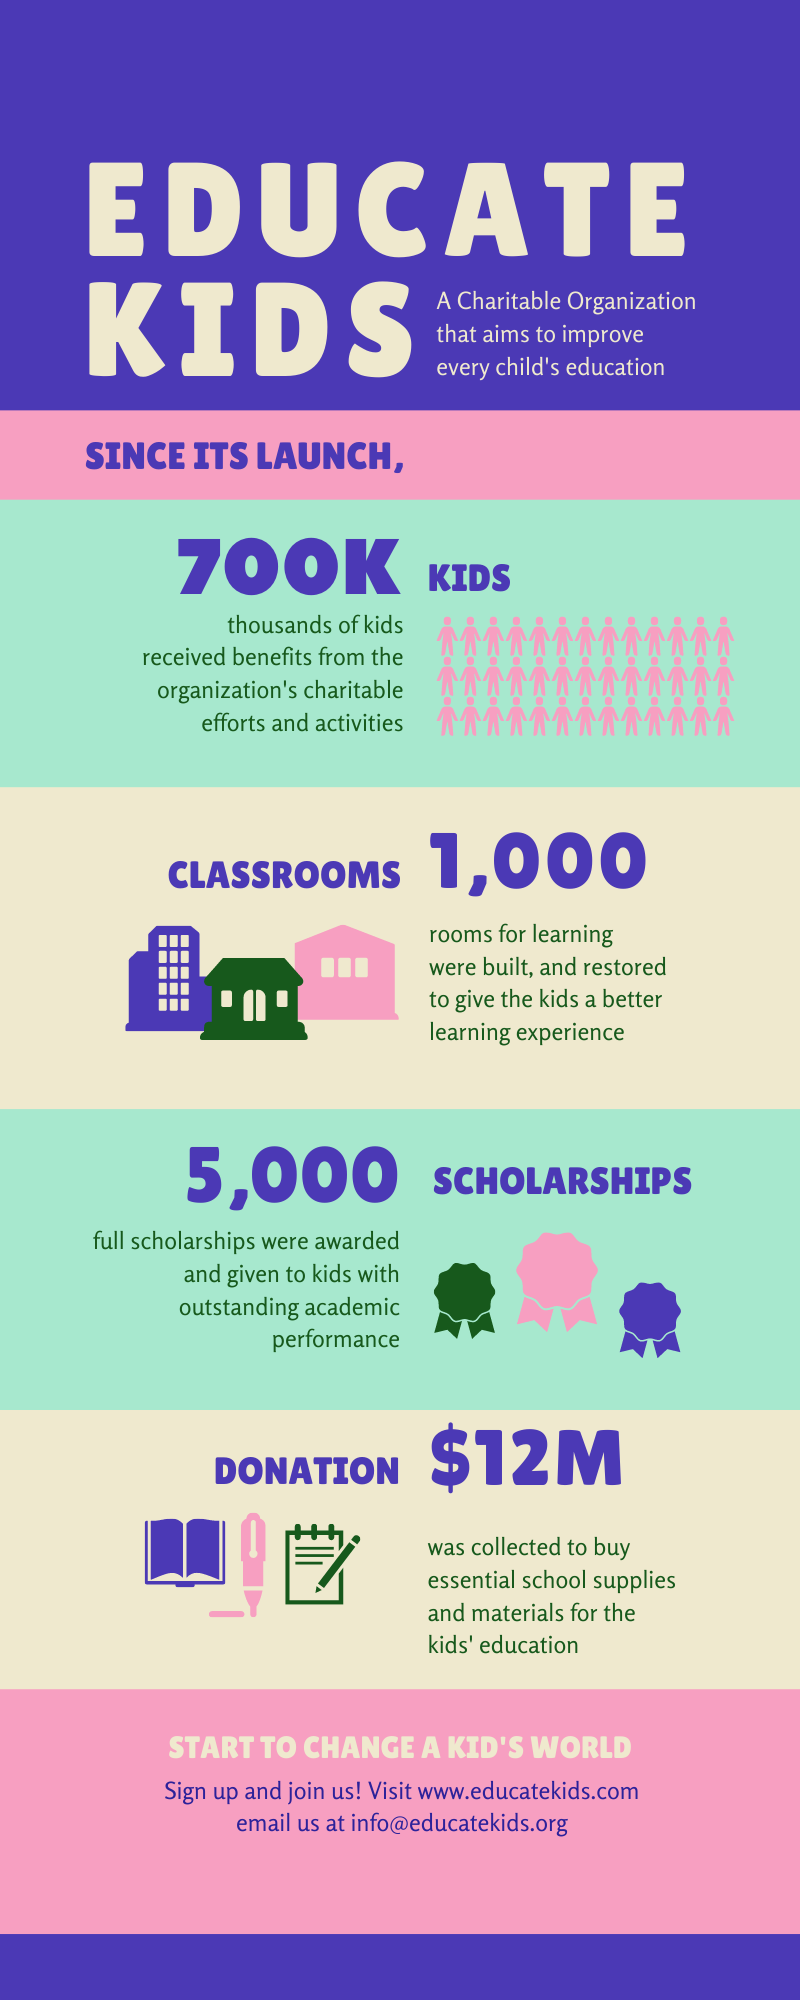 EDUCATE
KIDS
A Charitable Organization
that aims to improve
every child's education
SINCE ITS LAUNCH,
700K
KIDS
thousands of kids
received benefits from the
organization's charitable
efforts and activities
CLASSROOMS
1,000
rooms for learning
were built, and restored
to give the kids a better
learning experience
5,000
SCHOLARSHIPS
full scholarships were awarded
and given to kids with
outstanding academic
performance
DONATION
$12M
was collected to buy
essential school supplies
and materials for the
kids' education
START TO CHANGE A KID'S WORLD
Sign up and join us! Visit www.educatekids.com
email us at info@educatekids.org